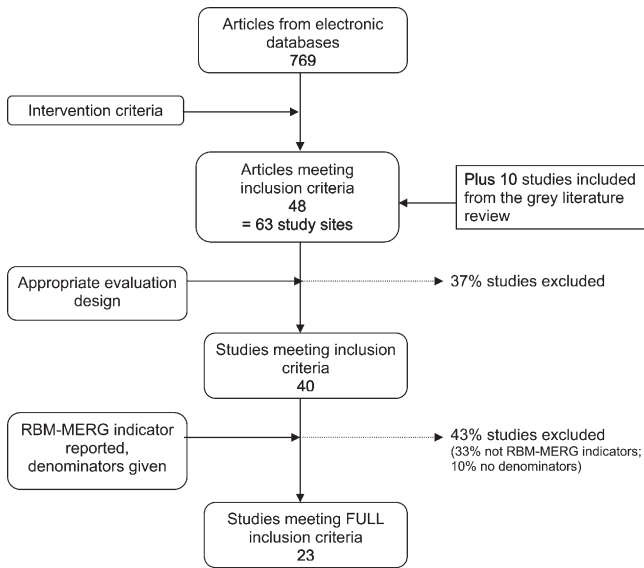 Articles from electronic
databases
769
Intervention criteria
Articles meeting
inclusion criteria
48
= 63 study sites
Plus 10 studies included
from the grey literature
review
Appropriate evaluation
design
37% studies excluded
Studies meeting inclusion
criteria
40
RBM-MERG indicator
reported,
denominators given
43% studies excluded
(33% not RBM-MERG indicators;
10% no denominators)
Studies meeting FULL
inclusion criteria
23